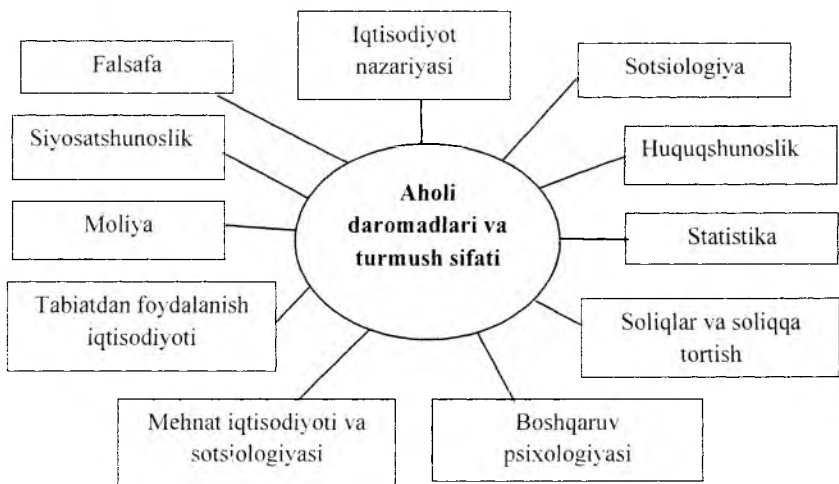 Iqtisodiyot
nazariyasi
Falsafa
Sotsiologiya
Siyosatshunoslik
Huquqshunoslik
Aholi
daromadlari va
turmush sifati
Moliya
Statistika
Tabiatdan foydalanish
iqtisodiyoti
Soliqlar va soliqqa
tortish
Mehnat iqtisodiyoti va
sotsiologiyasi
Boshqaruv
psixologiyasi